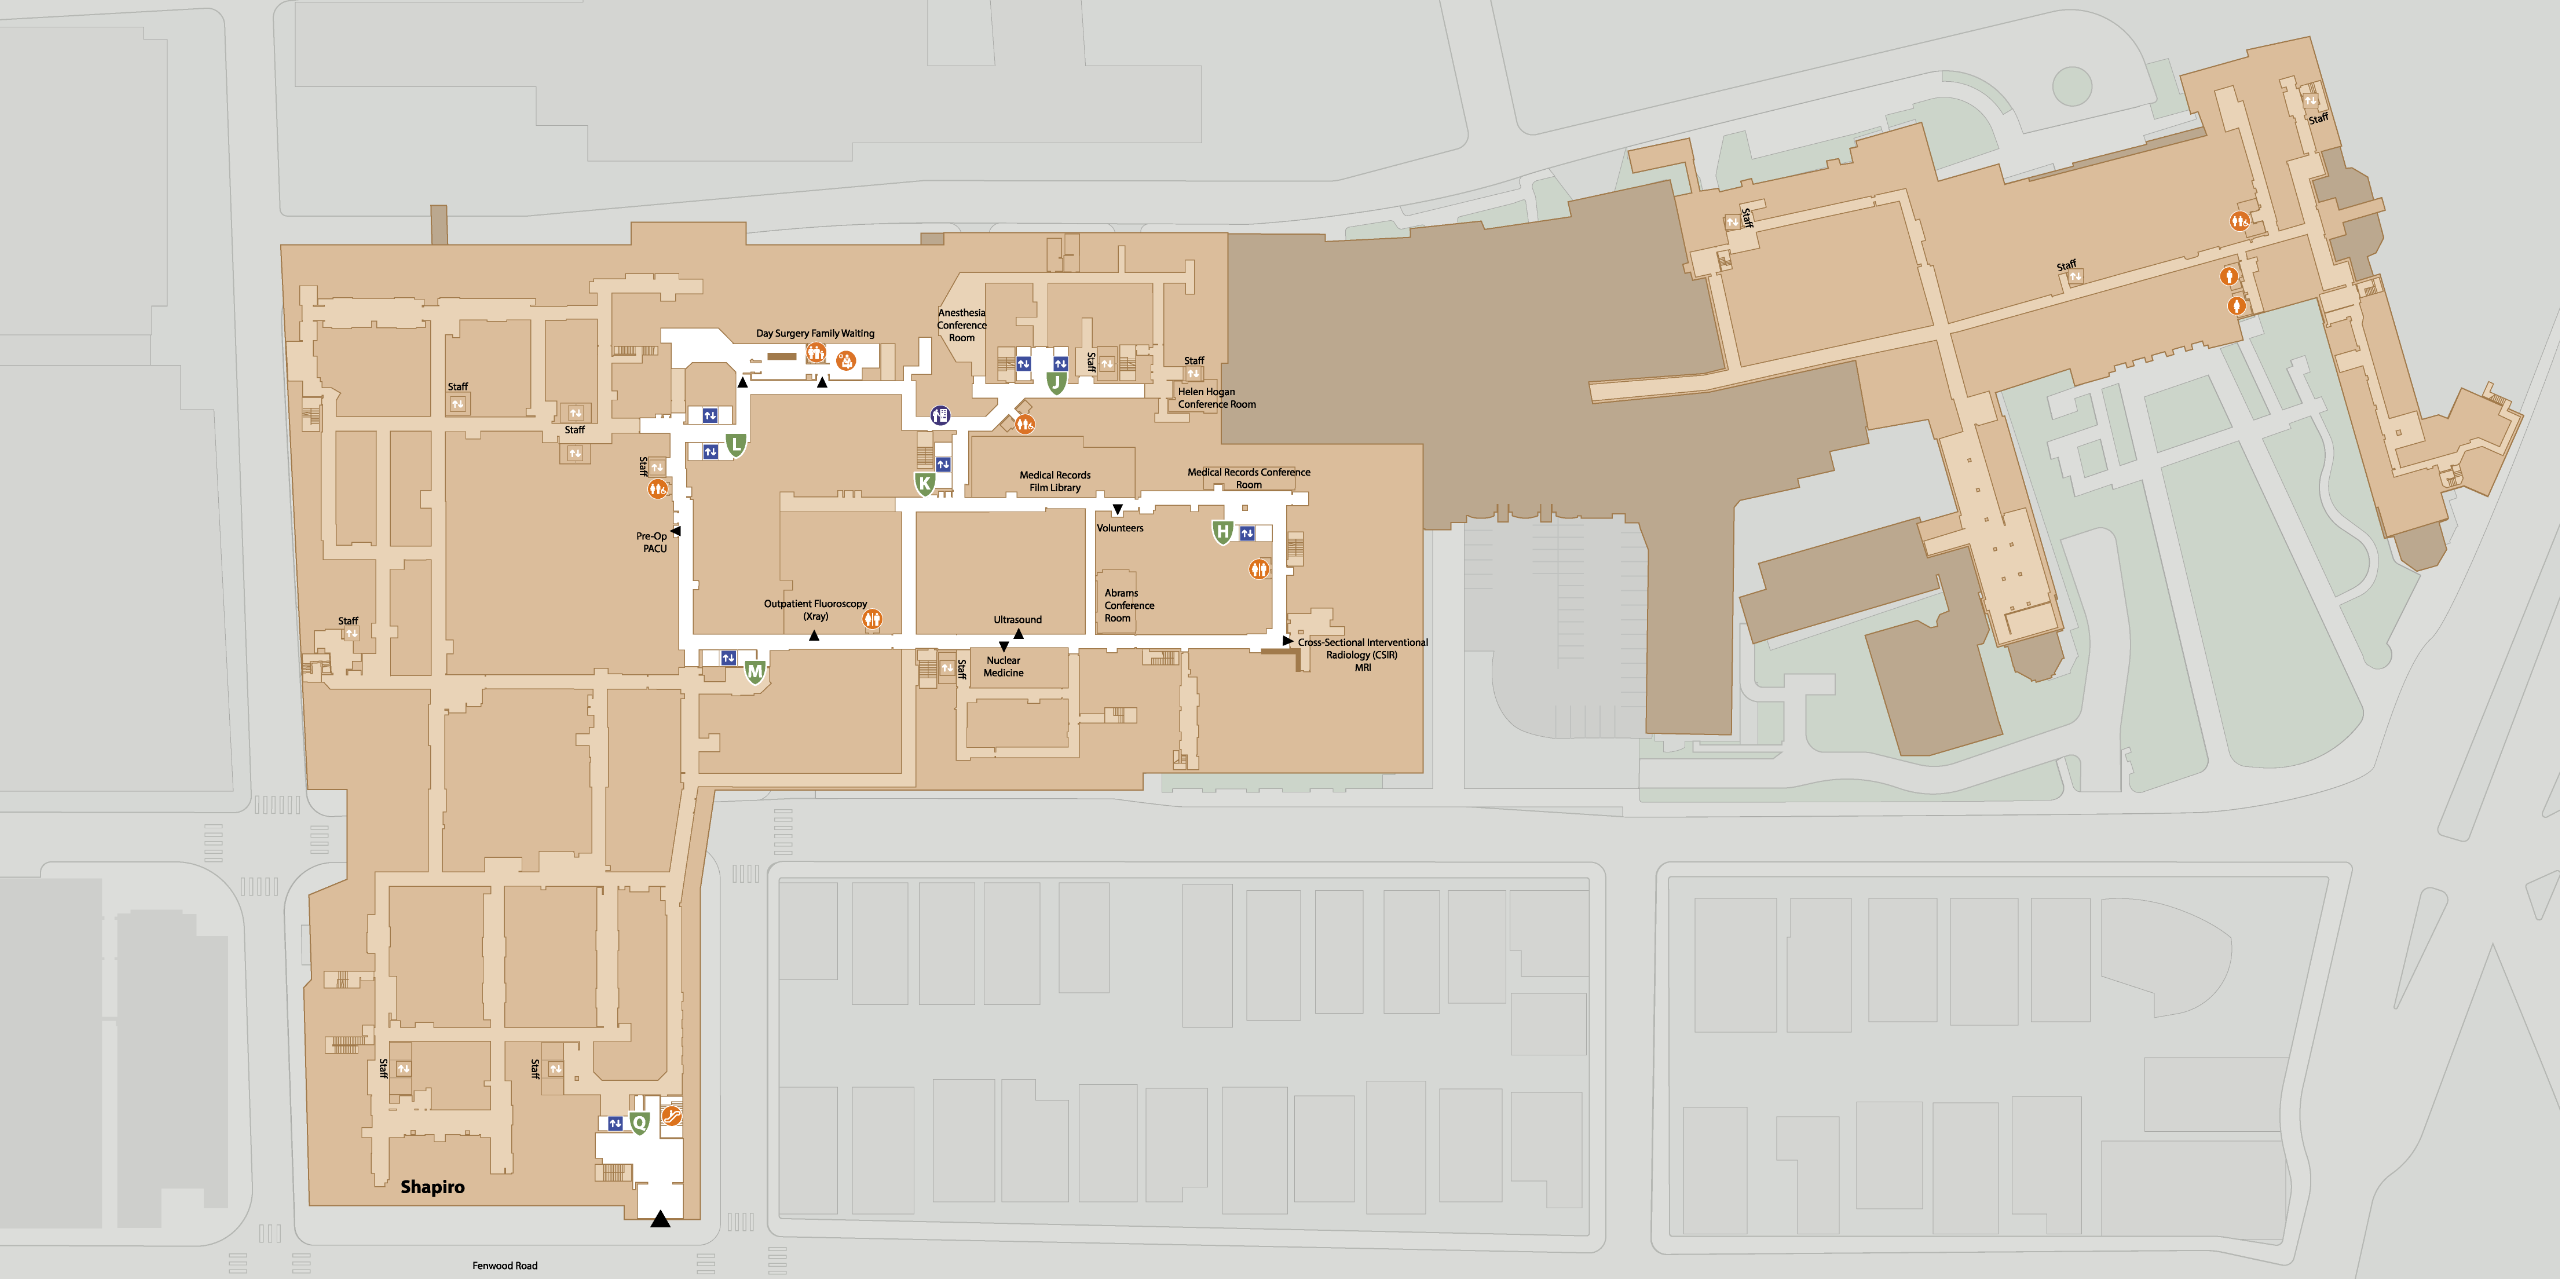 Staff
Staff
Staff
Day Surgery Family Waiting
Anesthesia
Conference
Room
Staff
Staff
J
Helen Hogan
Conference Room
Staff
Staff
L
Staff
K
Medical Records
Film Library
Medical Records Conference
Room
Pre-Op
PACU
Volunteers
H
Outpatient Fluoroscopy
(Xray)
Abrams
Conference
Room
Staff
Ultrasound
Nuclear
Medicine
Staff
M
Cross-Sectional Interventional
Radiology (CSIR)
MRI
Staff
Staff
Q
Shapiro
Fenwood Road